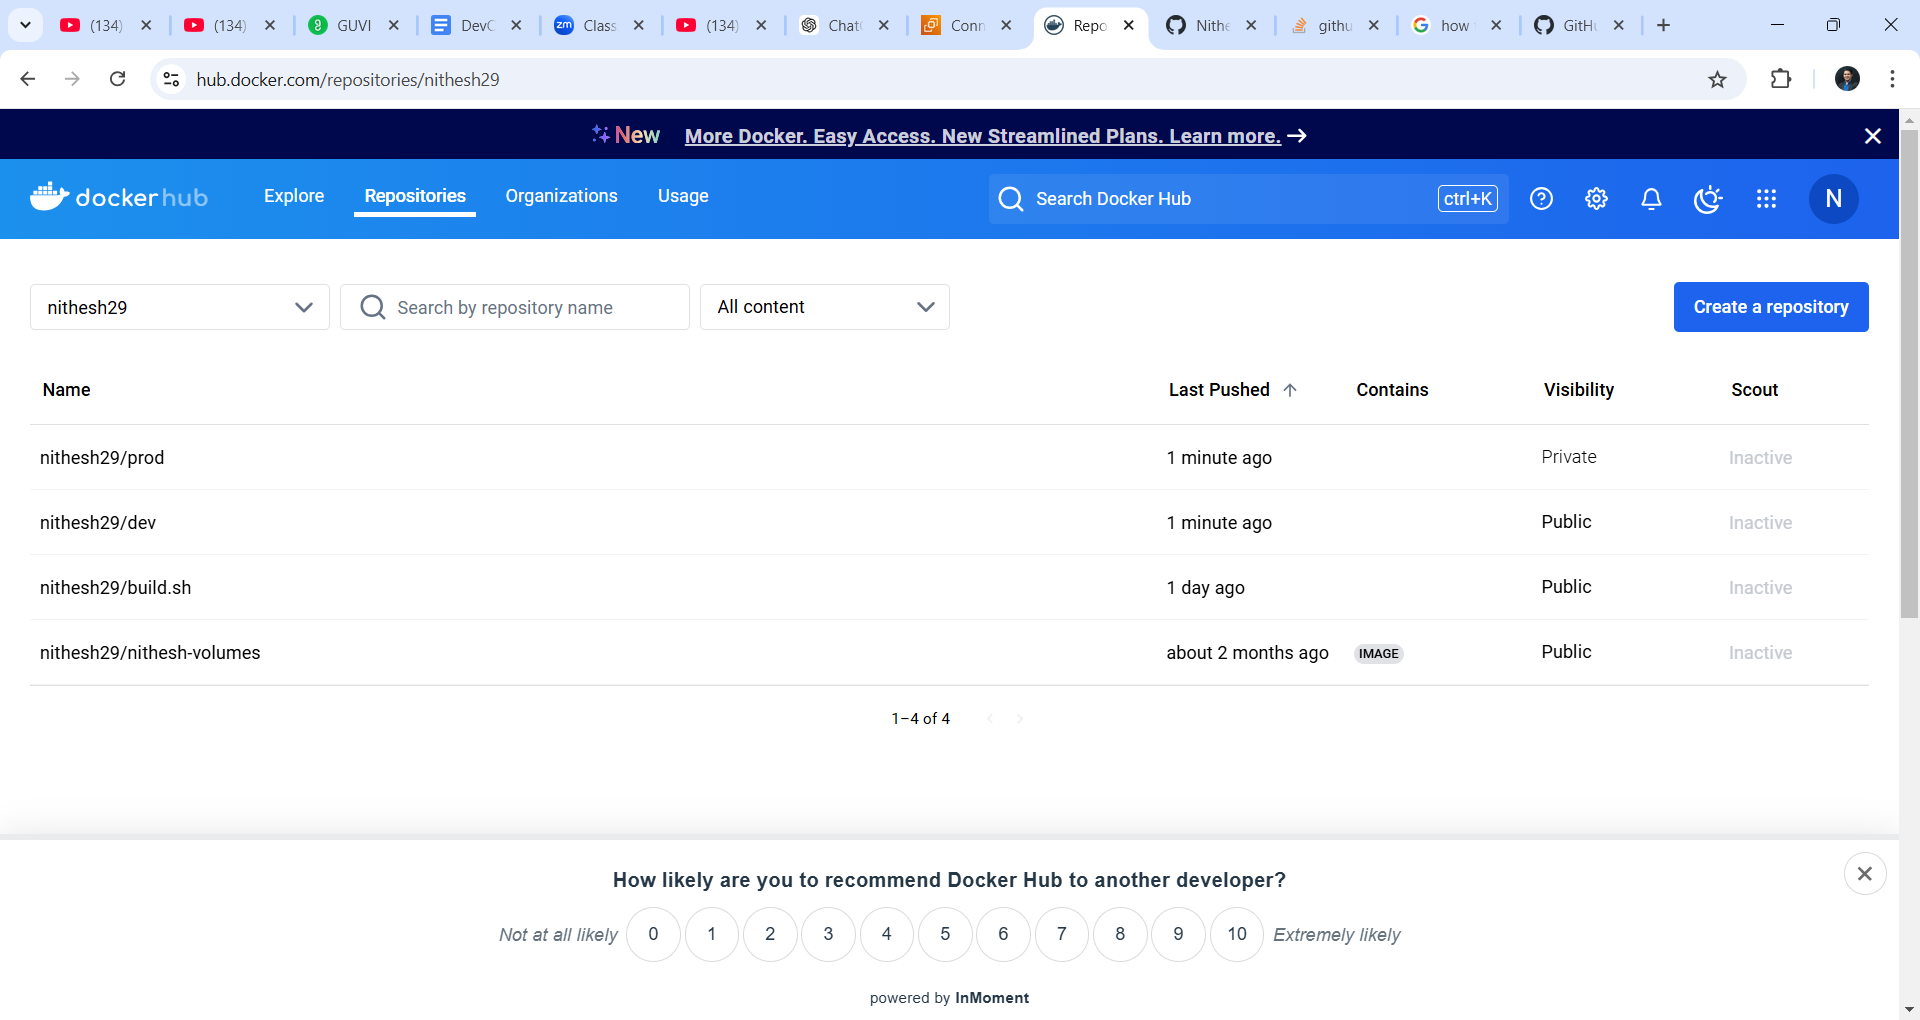 (134)
(134)
GUVI
DevC
zm
Class
(134)
Chat
Conn
Repo
Nithe
githu
how
GitH
hub.docker.com/repositories/nithesh29
New More Docker. Easy Access. New Streamlined Plans. Learn more.
dockerhub
Explore
Repositories
Organizations
Usage
Search Docker Hub
ctrl+K
N
nithesh29
Search by repository name
All content
Create a repository
Name Last Pushed Contains Visibility Scout
nithesh29/prod 1 minute ago Private Inactive
nithesh29/dev 1 minute ago Public Inactive
nithesh29/build.sh 1 day ago Public Inactive
nithesh29/nithesh-volumes about 2 months ago IMAGE Public Inactive
1–4 of 4
How likely are you to recommend Docker Hub to another developer?
Not at all likely 0 1 2 3 4 5 6 7 8 9 10 Extremely likely
powered by InMoment